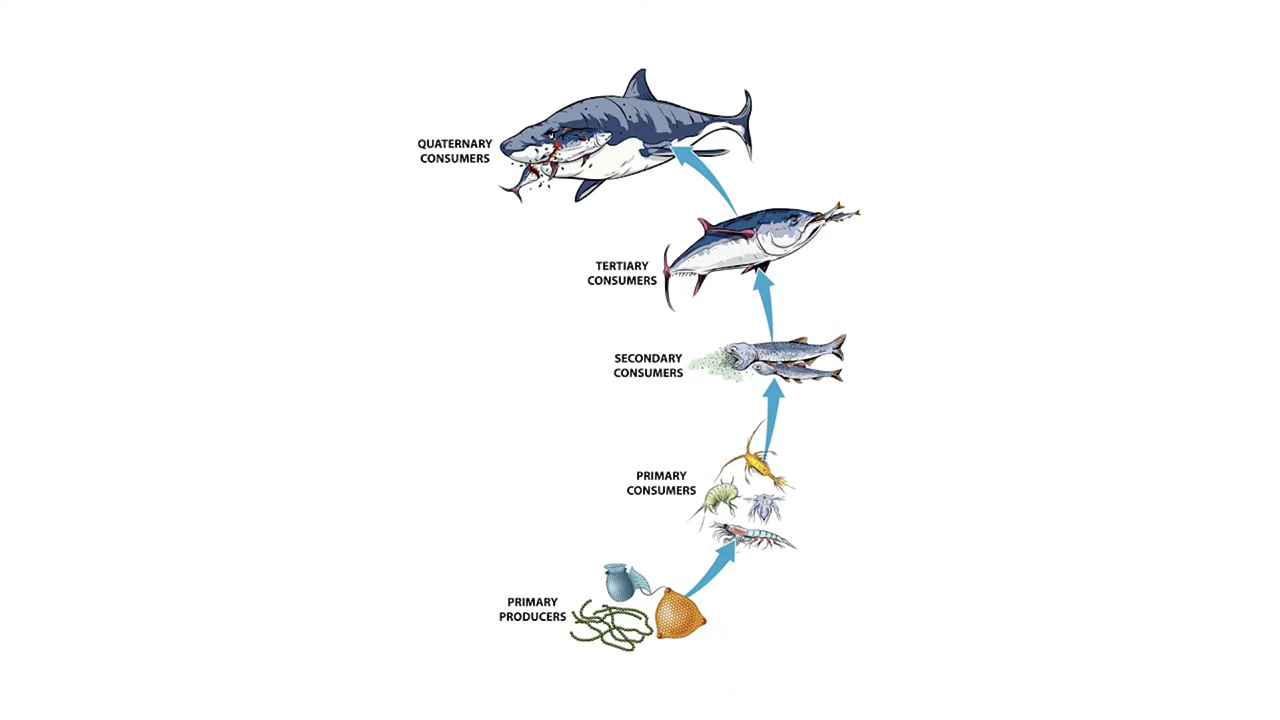 QUATERNARY
CONSUMERS
TERTIARY
CONSUMERS
SECONDARY
CONSUMERS
PRIMARY
CONSUMERS
PRIMARY
PRODUCERS